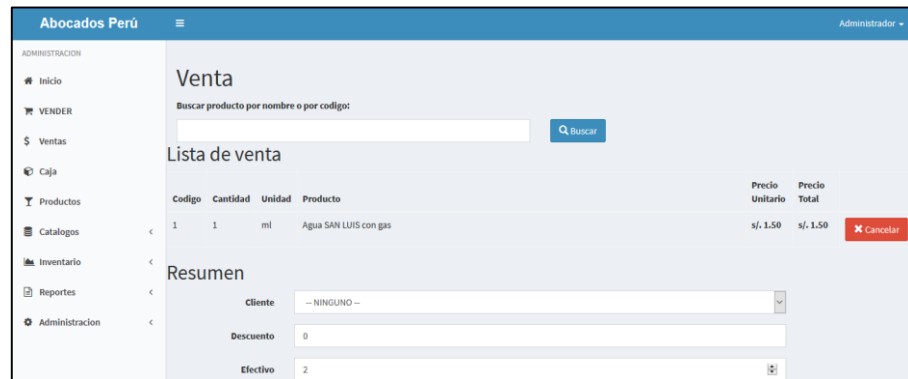 Abocados Perú
Administrador
ADMINISTRACION
Inicio
VENDER
Ventas
Caja
Productos
Catalogos
Inventario
Reportes
Administracion
Venta
Buscar producto por nombre o por codigo:
Buscar
Lista de venta
Codigo Cantidad Unidad Producto Precio Unitario Precio Total
1 1 ml Agua SAN LUIS con gas s/. 1.50 s/. 1.50 Cancelar
Resumen
Cliente -- NINGUNO --
Descuento 0
Efectivo 2